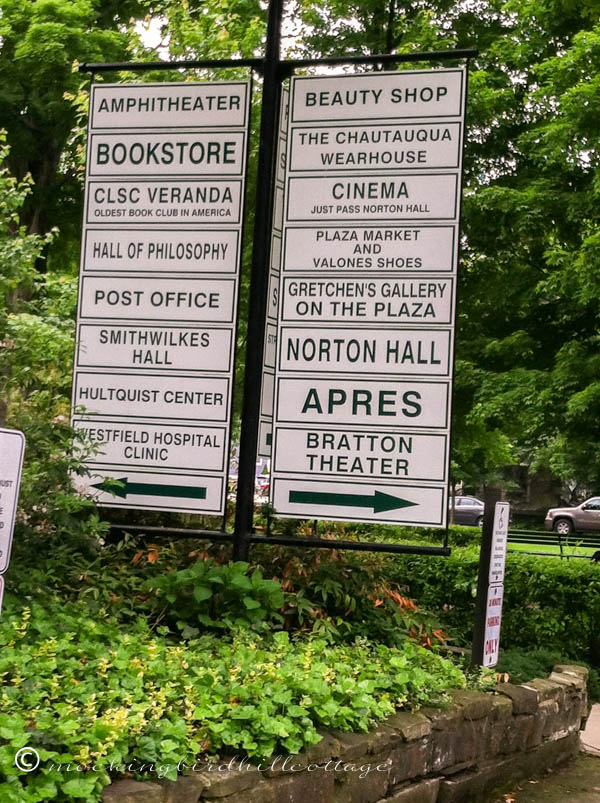 AMPHITHEATER
BOOKSTORE
CLSC VERANDA
OLDEST BOOK CLUB IN AMERICA
HALL OF PHILOSOPHY
POST OFFICE
SMITHWILKES
HALL
HULTQUIST CENTER
WESTFIELD HOSPITAL
CLINIC
BEAUTY SHOP
THE CHAUTAUQUA
WEARHOUSE
CINEMA
JUST PASS NORTON HALL
PLAZA MARKET
AND
VALONES SHOES
GRETCHEN'S GALLERY
ON THE PLAZA
NORTON HALL
APRES
BRATTON
THEATER
PARKING
ONLY
© mockingbirdhillcottage